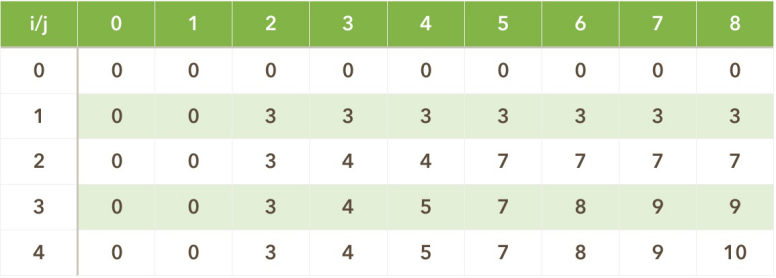 i/j 0 1 2 3 4 5 6 7 8
0 0 0 0 0 0 0 0 0 0
1 0 0 3 3 3 3 3 3 3
2 0 0 3 4 4 7 7 7 7
3 0 0 3 4 5 7 8 9 9
4 0 0 3 4 5 7 8 9 10